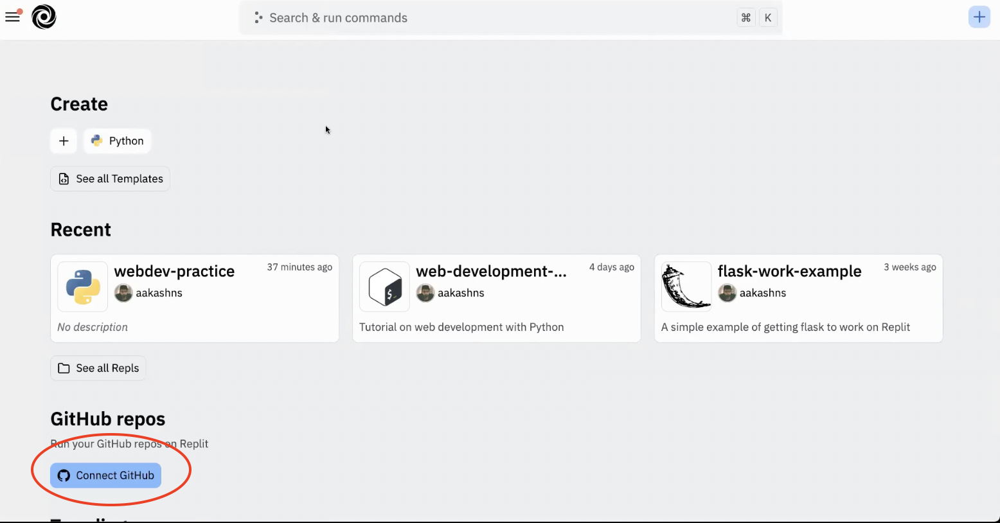 Search & run commands
⌘ K
Create
Python
See all Templates
Recent
webdev-practice
37 minutes ago
aakashns
No description
web-development-...
4 days ago
aakashns
$_
Tutorial on web development with Python
flask-work-example
3 weeks ago
aakashns
A simple example of getting flask to work on Replit
See all Repls
GitHub repos
Run your GitHub repos on Replit
Connect GitHub